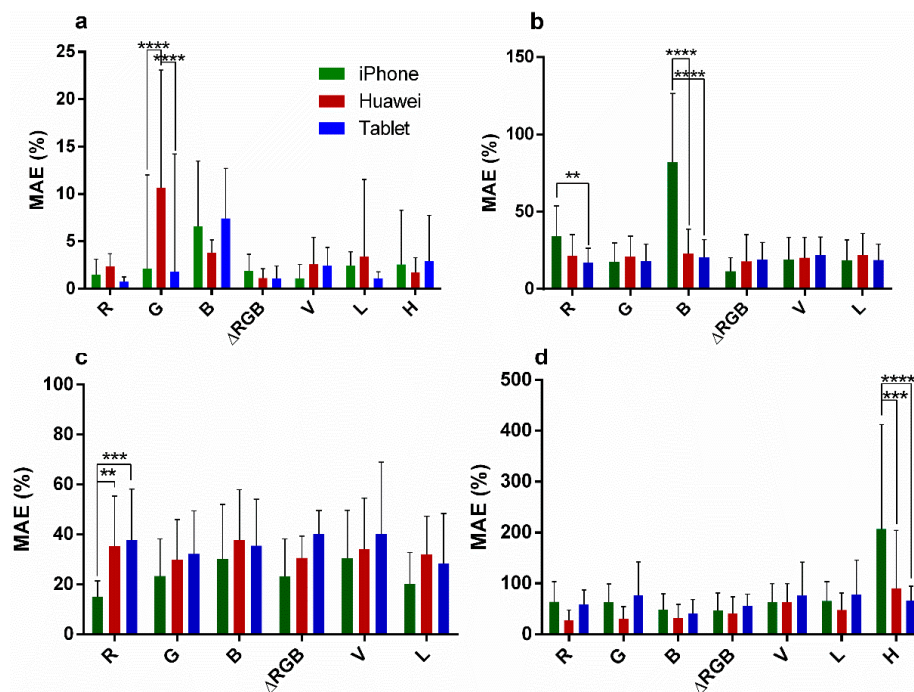 a
MAE (%)
25
20
15
10
5
0
**** ****
iPhone
Huawei
Tablet
R G B ΔRGB V L H
b
MAE (%)
150
100
50
0
**
****
****
R G B ΔRGB V L
c
MAE (%)
100
80
60
40
20
0
***
**
R G B ΔRGB V L
d
MAE (%)
500
400
300
200
100
0
****
***
R G B ΔRGB V L H